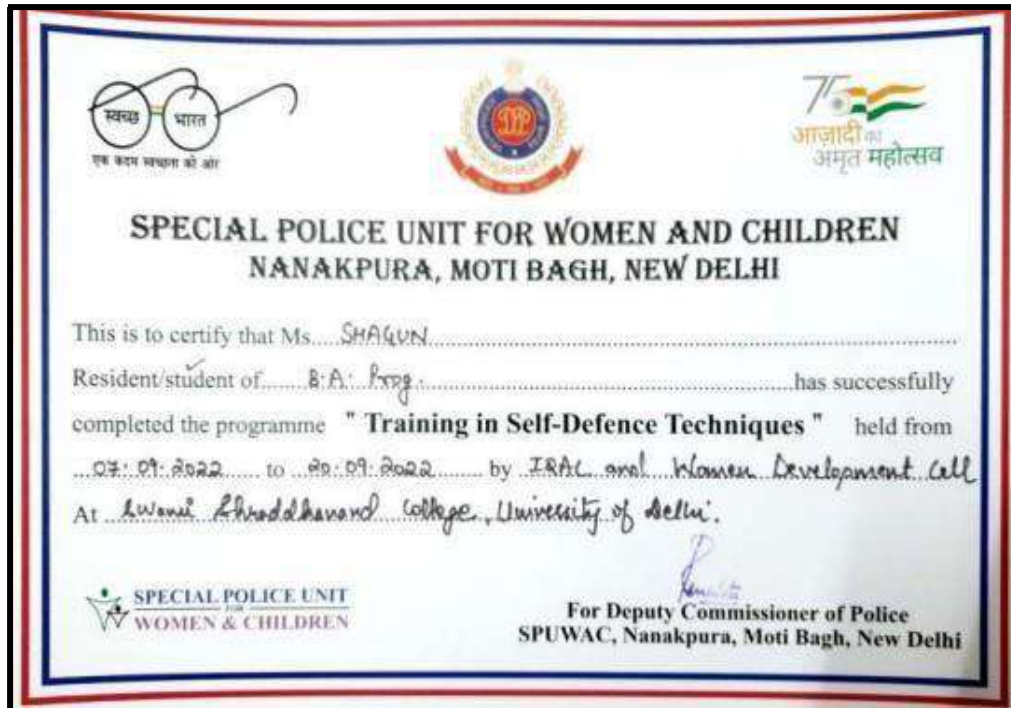 स्वच्छ भारत
एक कदम स्वच्छता की ओर
75
आज़ादी का
अमृत महोत्सव
SPECIAL POLICE UNIT FOR WOMEN AND CHILDREN
NANAKPURA, MOTI BAGH, NEW DELHI
This is to certify that Ms. SHAGUN
Resident/student of B.A. Prog. has successfully
completed the programme " Training in Self-Defence Techniques " held from
07.09.2022 to 20.09.2022 by and Women Development Cell
At Swami Shraddhanand College, University of Delhi.
SPECIAL POLICE UNIT
FOR
WOMEN & CHILDREN
For Deputy Commissioner of Police
SPUWAC, Nanakpura, Moti Bagh, New Delhi